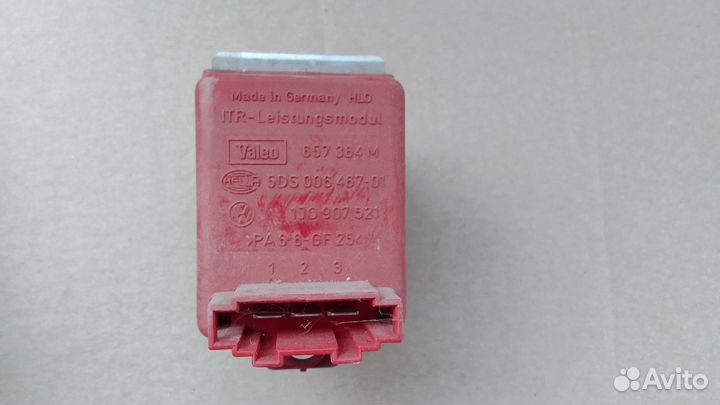 Made in Germany HLO
ITR-Leistungsmodul
Valeo 657 364 M
HELLA 5DS 006 467-01
VW 1J0 907 521
>PA 6·6-GF 25<
1 2 3
Avito